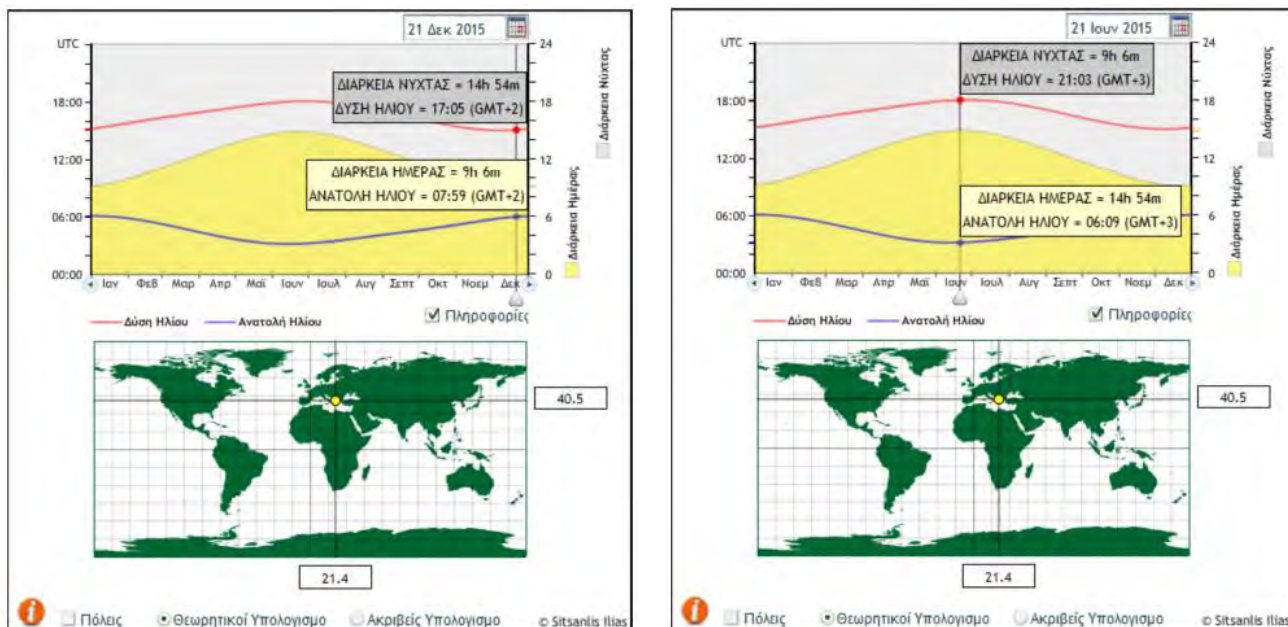 21 Δεκ 2015
UTC
24
18:00
18
12:00
12
06:00
6
00:00
0
ΔΙΑΡΚΕΙΑ ΝΥΧΤΑΣ = 14h 54m
ΔΥΣΗ ΗΛΙΟΥ = 17:05 (GMT+2)
ΔΙΑΡΚΕΙΑ ΗΜΕΡΑΣ = 9h 6m
ΑΝΑΤΟΛΗ ΗΛΙΟΥ = 07:59 (GMT+2)
Διάρκεια Νύχτας
Διάρκεια Ημέρας
Ιαν Φεβ Μαρ Απρ Μαϊ Ιουν Ιουλ Αυγ Σεπτ Οκτ Νοεμ Δεκ
Δύση Ηλίου Ανατολή Ηλίου
Πληροφορίες
40.5
21.4
i Πόλεις Θεωρητικοί Υπολογισμο Ακριβείς Υπολογισμο © Sitsanlis Ilias
21 Ιουν 2015
UTC
24
18:00
18
12:00
12
06:00
6
00:00
0
ΔΙΑΡΚΕΙΑ ΝΥΧΤΑΣ = 9h 6m
ΔΥΣΗ ΗΛΙΟΥ = 21:03 (GMT+3)
ΔΙΑΡΚΕΙΑ ΗΜΕΡΑΣ = 14h 54m
ΑΝΑΤΟΛΗ ΗΛΙΟΥ = 06:09 (GMT+3)
Διάρκεια Νύχτας
Διάρκεια Ημέρας
Ιαν Φεβ Μαρ Απρ Μαϊ Ιουν Ιουλ Αυγ Σεπτ Οκτ Νοεμ Δεκ
Δύση Ηλίου Ανατολή Ηλίου
Πληροφορίες
40.5
21.4
i Πόλεις Θεωρητικοί Υπολογισμο Ακριβείς Υπολογισμο © Sitsanlis Ilias